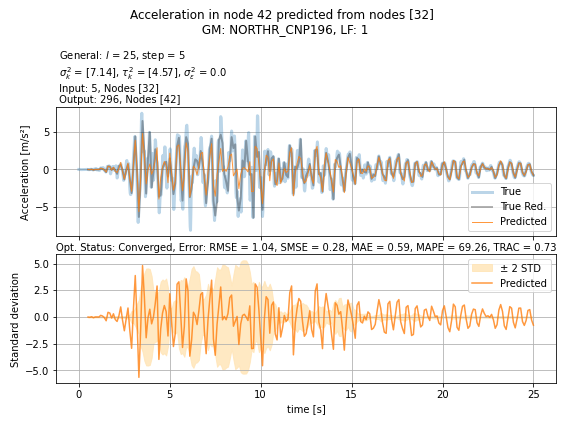 Acceleration in node 42 predicted from nodes [32]
GM: NORTHR_CNP196, LF: 1
General: l = 25, step = 5
σ²ₖ = [7.14], τ²ₖ = [4.57], σ²ε = 0.0
Input: 5, Nodes [32]
Output: 296, Nodes [42]
Acceleration [m/s²]
5
0
−5
True
True Red.
Predicted
Opt. Status: Converged, Error: RMSE = 1.04, SMSE = 0.28, MAE = 0.59, MAPE = 69.26, TRAC = 0.73
Standard deviation
5.0
2.5
0.0
−2.5
−5.0
± 2 STD
Predicted
0 5 10 15 20 25
time [s]